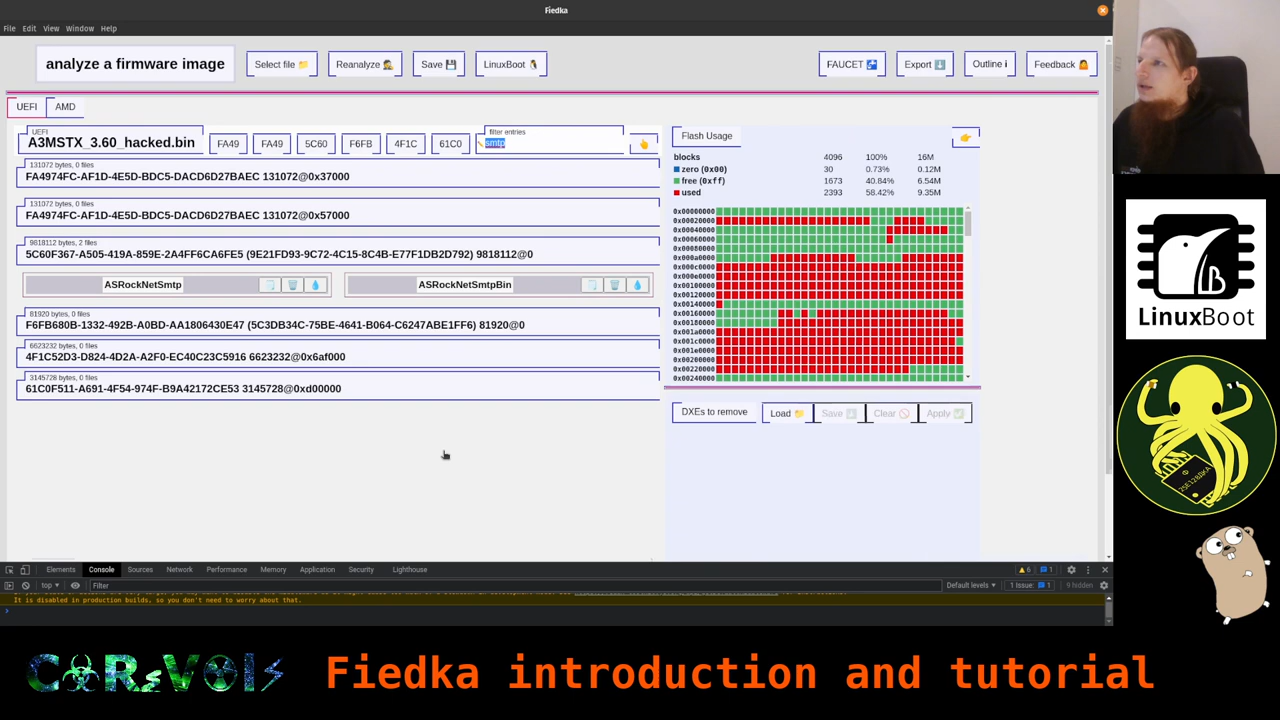 Fiedka
File Edit View Window Help
analyze a firmware image
Select file 📁
Reanalyze 🕵
Save 💾
LinuxBoot 🐧
FAUCET 🚰
Export ⬇️
Outline ℹ
Feedback 🤷
UEFI
AMD
UEFI
A3MSTX_3.60_hacked.bin
FA49
FA49
5C60
F6FB
4F1C
61C0
filter entries
smtp
131072 bytes, 0 files
FA4974FC-AF1D-4E5D-BDC5-DACD6D27BAEC 131072@0x37000
131072 bytes, 0 files
FA4974FC-AF1D-4E5D-BDC5-DACD6D27BAEC 131072@0x57000
9818112 bytes, 2 files
5C60F367-A505-419A-859E-2A4FF6CA6FE5 (9E21FD93-9C72-4C15-8C4B-E77F1DB2D792) 9818112@0
ASRockNetSmtp
ASRockNetSmtpBin
81920 bytes, 0 files
F6FB680B-1332-492B-A0BD-AA1806430E47 (5C3DB34C-75BE-4641-B064-C6247ABE1FF6) 81920@0
6623232 bytes, 0 files
4F1C52D3-D824-4D2A-A2F0-EC40C23C5916 6623232@0x6af000
3145728 bytes, 0 files
61C0F511-A691-4F54-974F-B9A42172CE53 3145728@0xd00000
Flash Usage
blocks 4096 100% 16M
zero (0x00) 30 0.73% 0.12M
free (0xff) 1673 40.84% 6.54M
used 2393 58.42% 9.35M
0x00000000
0x00020000
0x00040000
0x00060000
0x00080000
0x000a0000
0x000c0000
0x000e0000
0x00100000
0x00120000
0x00140000
0x00160000
0x00180000
0x001a0000
0x001c0000
0x001e0000
0x00200000
0x00220000
0x00240000
DXEs to remove
Load 📁
Save ⬇️
Clear 🚫
Apply ✅
Elements Console Sources Network Performance Memory Application Security Lighthouse
6
1
top
Filter
Default levels
1 Issue: 1
9 hidden
It is disabled in production builds, so you don't need to worry about that.
LB
LinuxBoot
25E128DKA
Fiedka introduction and tutorial